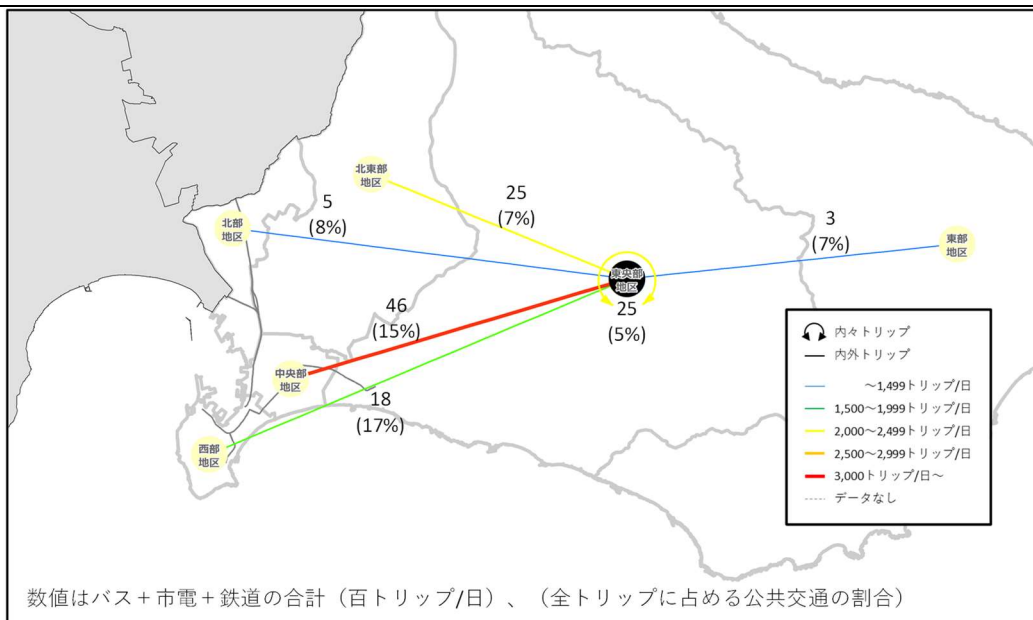 北東部
地区
25
(7%)
5
(8%)
北部
地区
3
(7%)
東部
地区
東央部
地区
25
(5%)
46
(15%)
中央部
地区
18
(17%)
西部
地区
内々トリップ
内外トリップ
～1,499トリップ/日
1,500～1,999トリップ/日
2,000～2,499トリップ/日
2,500～2,999トリップ/日
3,000トリップ/日～
データなし
数値はバス＋市電＋鉄道の合計（百トリップ/日）、（全トリップに占める公共交通の割合）